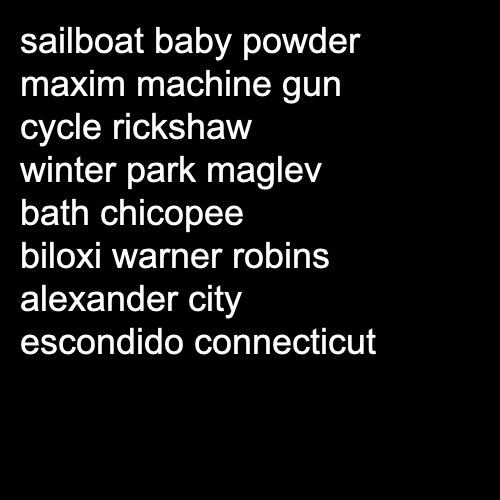 sailboat baby powder
maxim machine gun
cycle rickshaw
winter park maglev
bath chicopee
biloxi warner robins
alexander city
escondido connecticut